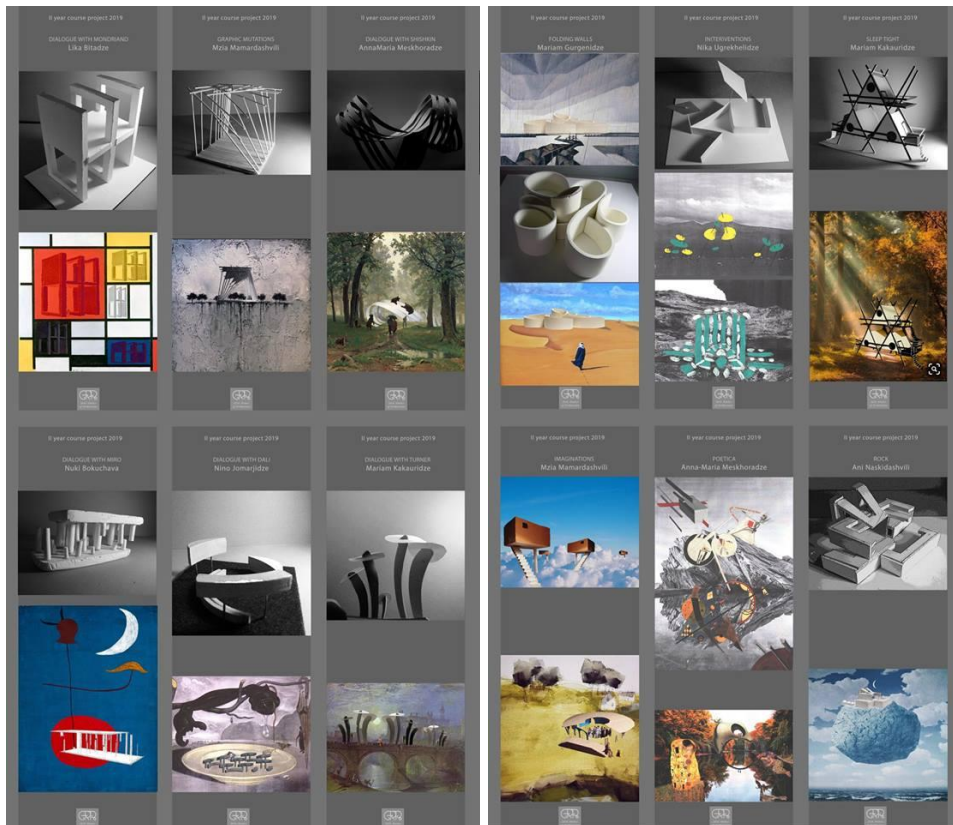 II year course project 2019
DIALOGUE WITH MONDRIANO
Lika Bitadze
II year course project 2019
GRAPHIC MUTATIONS
Mzia Mamardashvili
II year course project 2019
DIALOGUE WITH SHISHKIN
AnnaMaria Meskhoradze
II year course project 2019
FOLDING WALLS
Mariam Gurgenidze
II year course project 2019
INTERVENTIONS
Nika Ugrekhelidze
II year course project 2019
SLEEP TIGHT
Mariam Kakauridze
II year course project 2019
DIALOGUE WITH MIRO
Nuki Bokuchava
II year course project 2019
DIALOGUE WITH DALI
Nino Jomarjidze
II year course project 2019
DIALOGUE WITH TURNER
Mariam Kakauridze
II year course project 2019
IMAGINATIONS
Mzia Mamardashvili
II year course project 2019
POETICA
Anna-Maria Meskhoradze
II year course project 2019
ROCK
Ani Naskidashvili